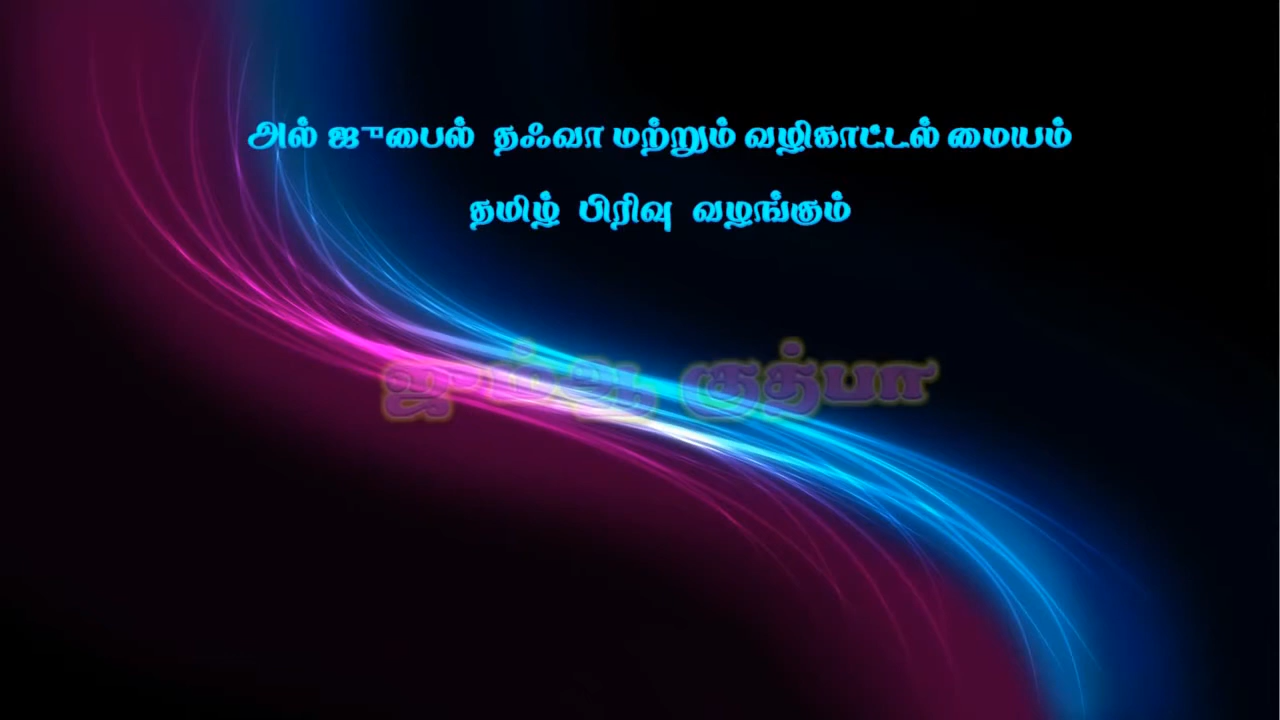 அல் ஜுபைல் தஃவா மற்றும் வழிகாட்டல் மையம்
தமிழ் பிரிவு வழங்கும்
ஜும்ஆ குத்பா